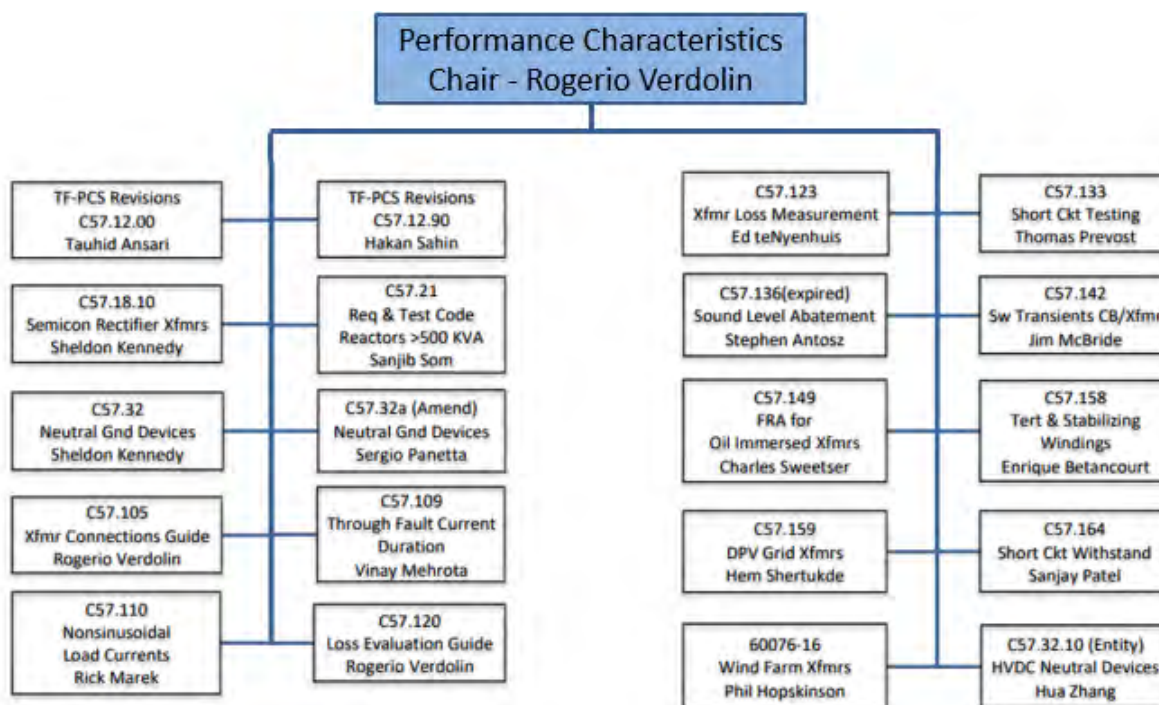 Performance Characteristics
Chair - Rogerio Verdolin
TF-PCS Revisions
C57.12.00
Tauhid Ansari
TF-PCS Revisions
C57.12.90
Hakan Sahin
C57.18.10
Semicon Rectifier Xfmrs
Sheldon Kennedy
C57.21
Req & Test Code
Reactors >500 KVA
Sanjib Som
C57.32
Neutral Gnd Devices
Sheldon Kennedy
C57.32a (Amend)
Neutral Gnd Devices
Sergio Panetta
C57.105
Xfmr Connections Guide
Rogerio Verdolin
C57.109
Through Fault Current
Duration
Vinay Mehrota
C57.110
Nonsinusoidal
Load Currents
Rick Marek
C57.120
Loss Evaluation Guide
Rogerio Verdolin
C57.123
Xfmr Loss Measurement
Ed teNyenhuis
C57.133
Short Ckt Testing
Thomas Prevost
C57.136(expired)
Sound Level Abatement
Stephen Antosz
C57.142
Sw Transients CB/Xfmr
Jim McBride
C57.149
FRA for
Oil Immersed Xfmrs
Charles Sweetser
C57.158
Tert & Stabilizing
Windings
Enrique Betancourt
C57.159
DPV Grid Xfmrs
Hem Shertukde
C57.164
Short Ckt Withstand
Sanjay Patel
60076-16
Wind Farm Xfmrs
Phil Hopskinson
C57.32.10 (Entity)
HVDC Neutral Devices
Hua Zhang